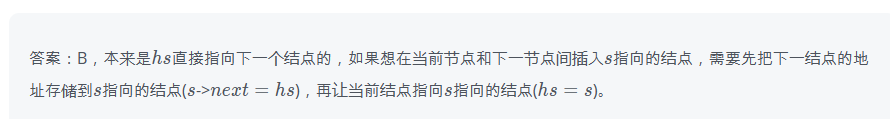 答案：B，本来是hs直接指向下一个结点的，如果想在当前节点和下一节点间插入s指向的结点，需要先把下一结点的地
址存储到s指向的结点(s->next = hs)，再让当前结点指向s指向的结点(hs = s)。